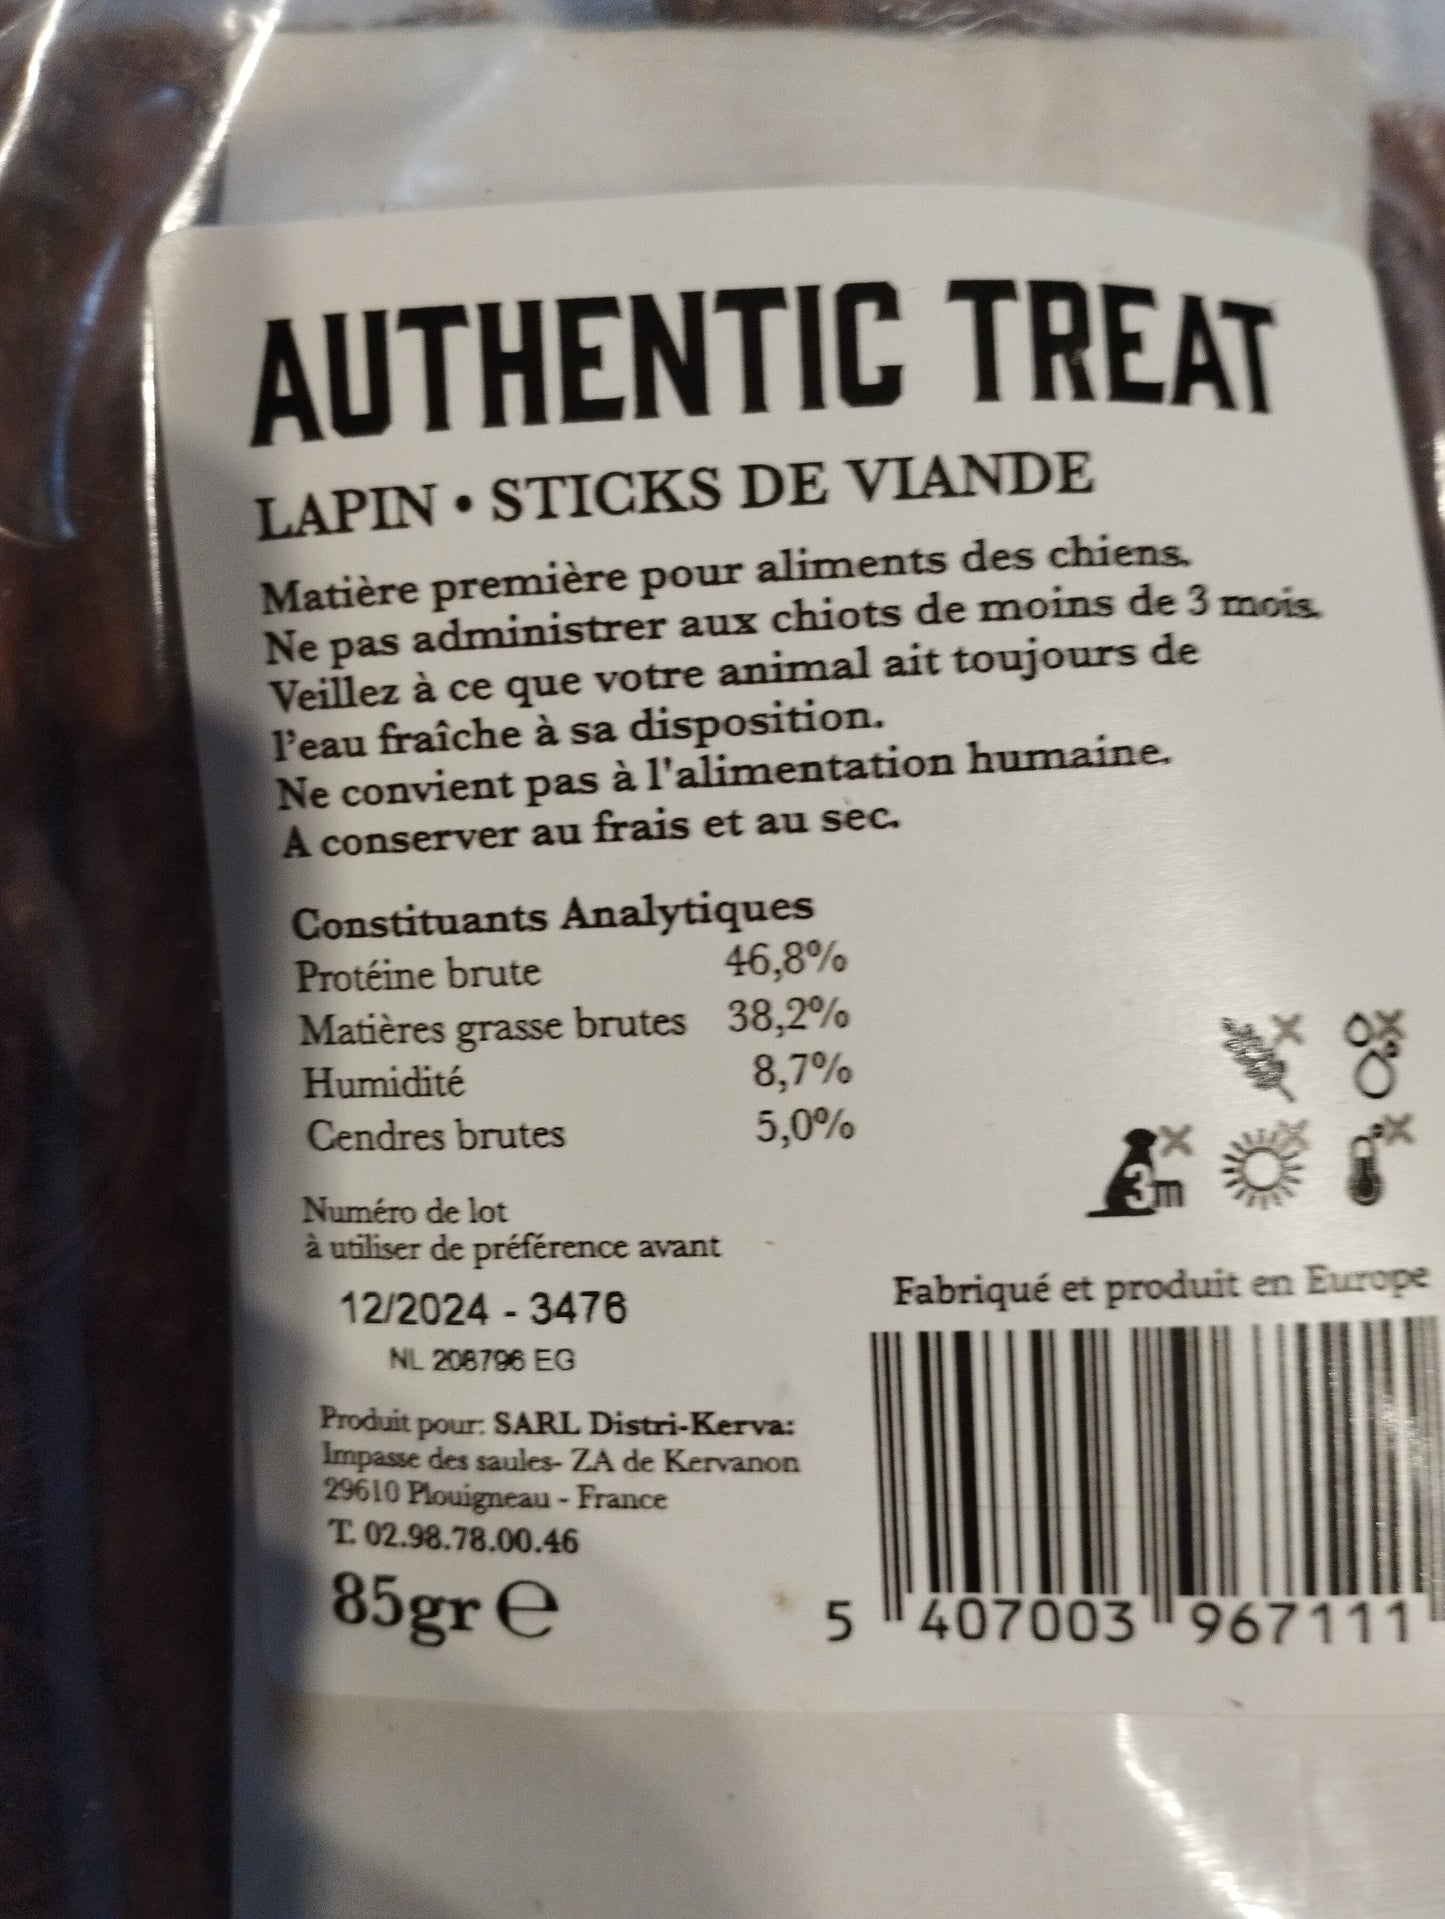 AUTHENTIC TREAT
LAPIN • STICKS DE VIANDE
Matière première pour aliments des chiens.
Ne pas administrer aux chiots de moins de 3 mois.
Veillez à ce que votre animal ait toujours de
l'eau fraîche à sa disposition.
Ne convient pas à l'alimentation humaine.
A conserver au frais et au sec.
Constituants Analytiques
Protéine brute 46,8%
Matières grasse brutes 38,2%
Humidité 8,7%
Cendres brutes 5,0%
3m
Numéro de lot
à utiliser de préférence avant
12/2024 - 3476
NL 208796 EG
Fabriqué et produit en Europe
Produit pour: SARL Distri-Kerva:
Impasse des saules- ZA de Kervanon
29610 Plouigneau - France
T. 02.98.78.00.46
85gr e
5 407003 967111